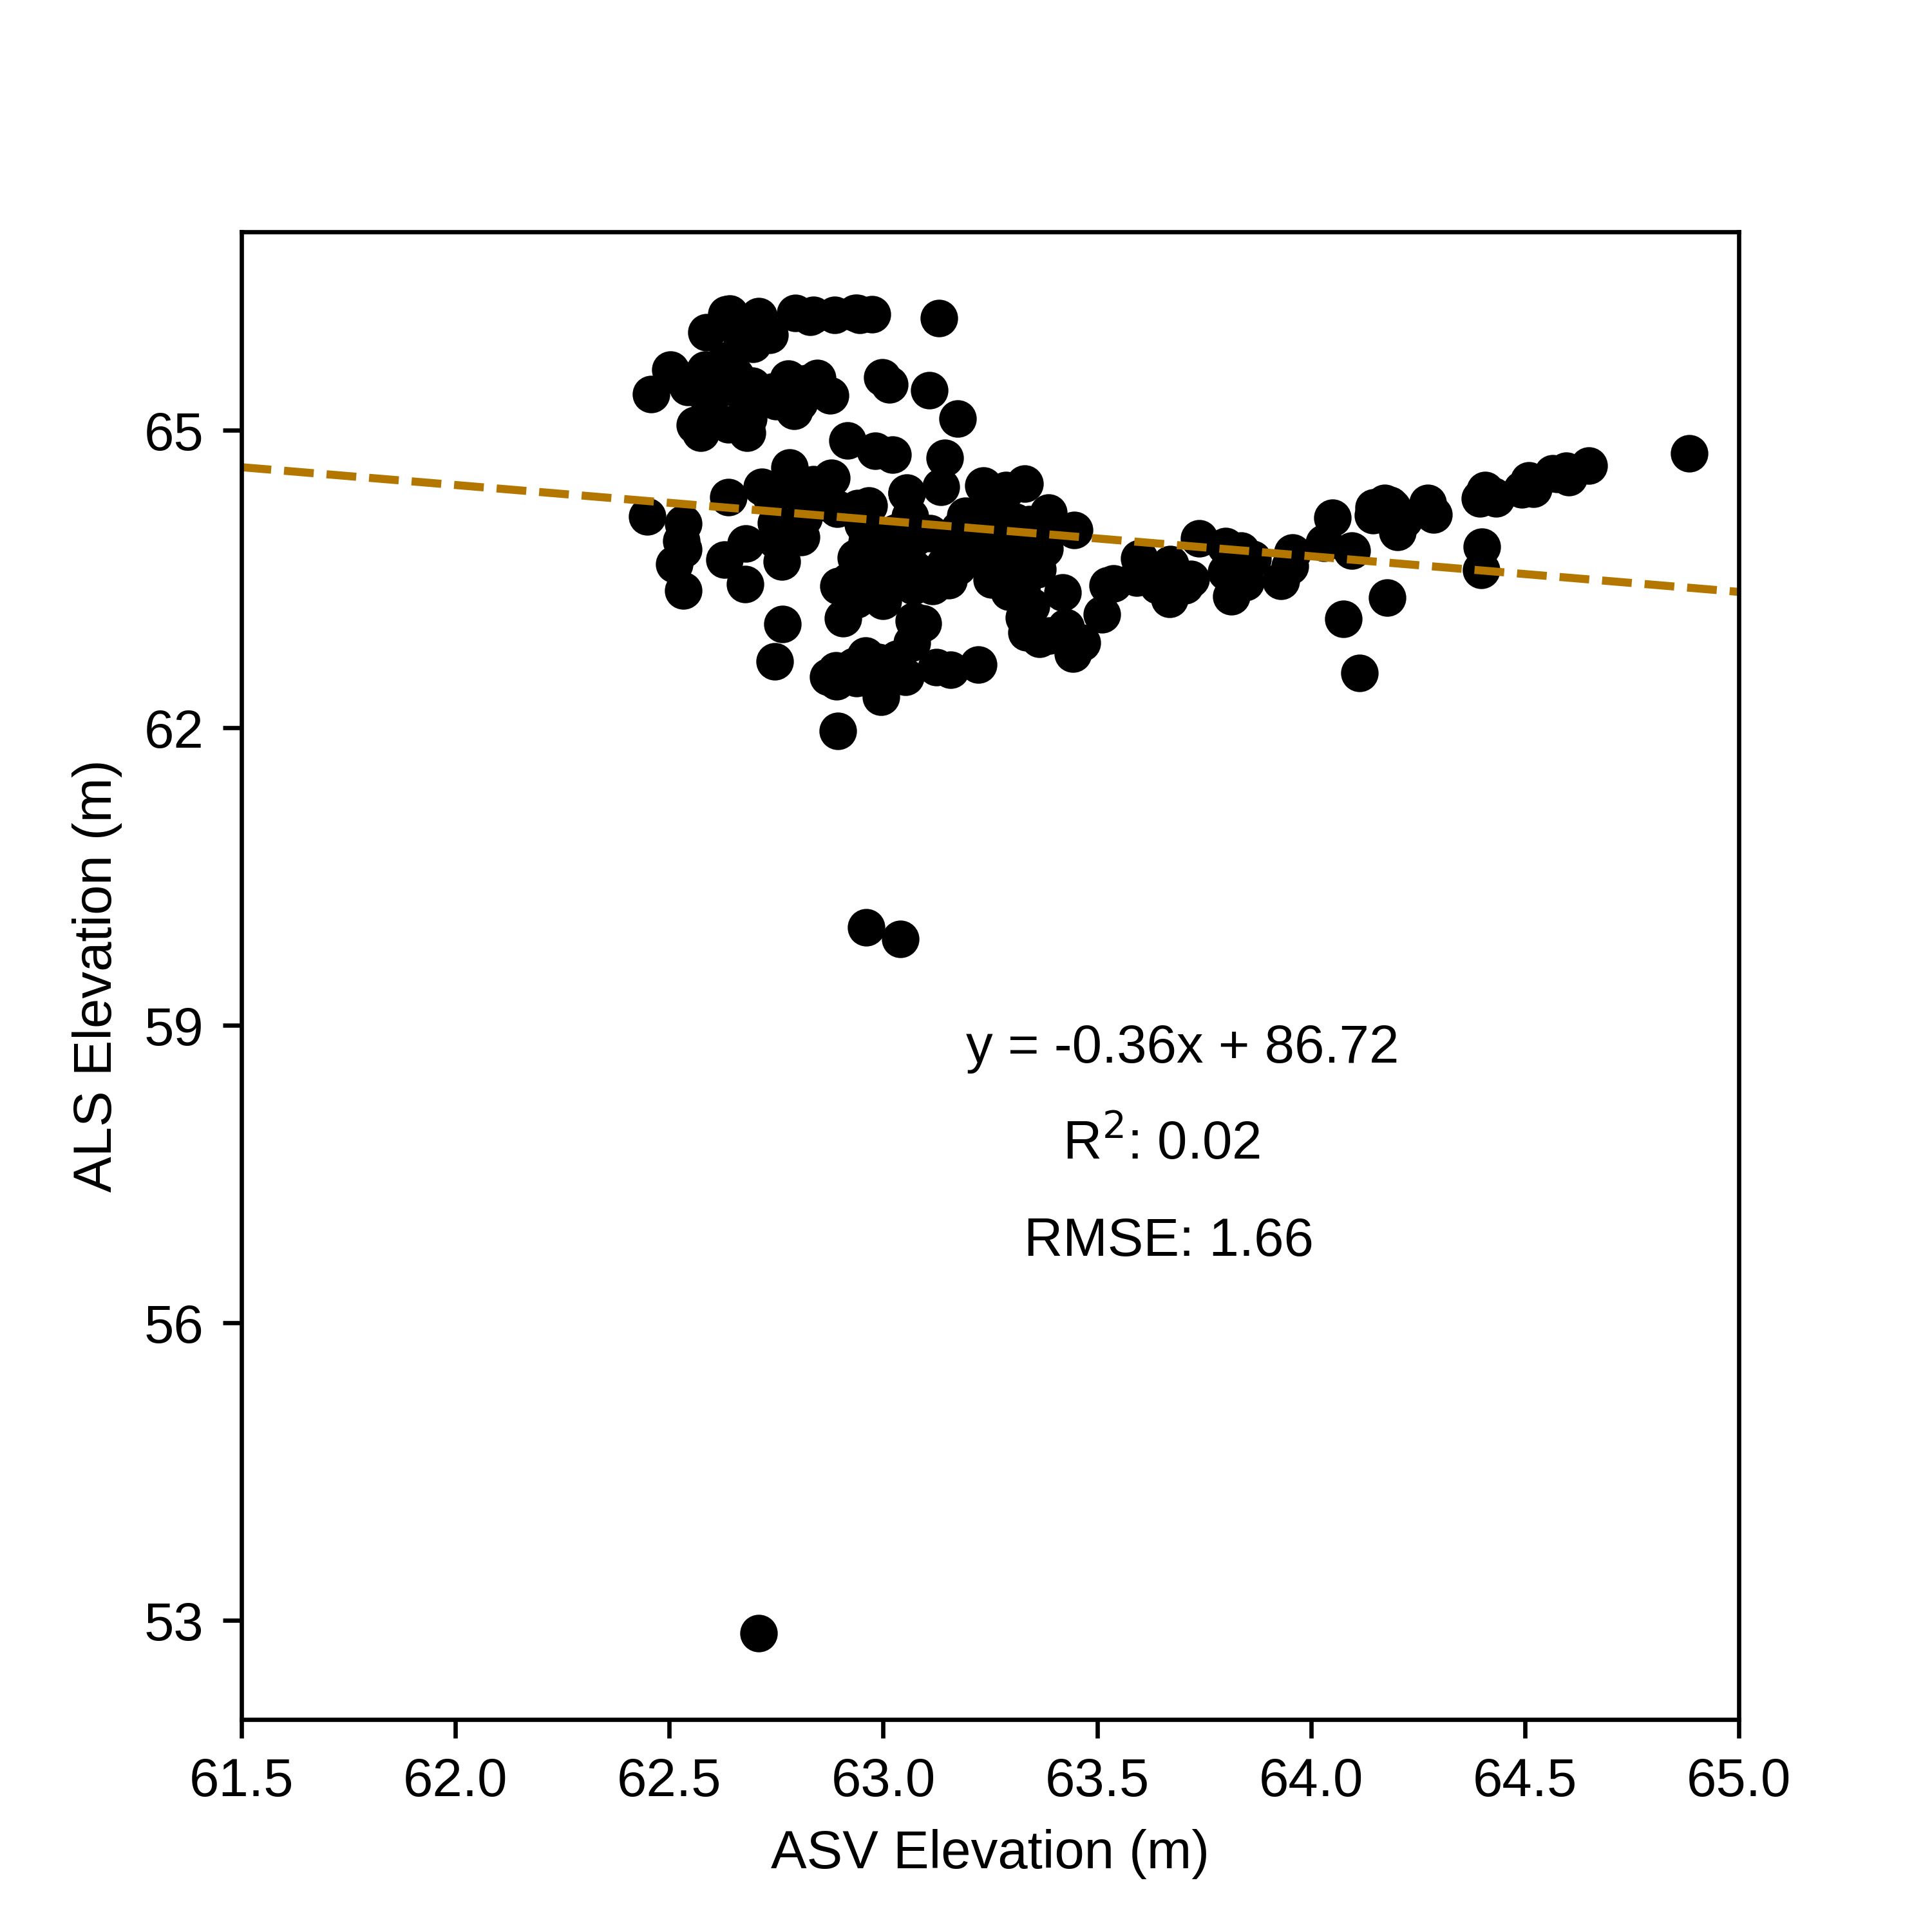 65
62
59
56
53
ALS Elevation (m)
y = -0.36x + 86.72
R²: 0.02
RMSE: 1.66
61.5 62.0 62.5 63.0 63.5 64.0 64.5 65.0
ASV Elevation (m)